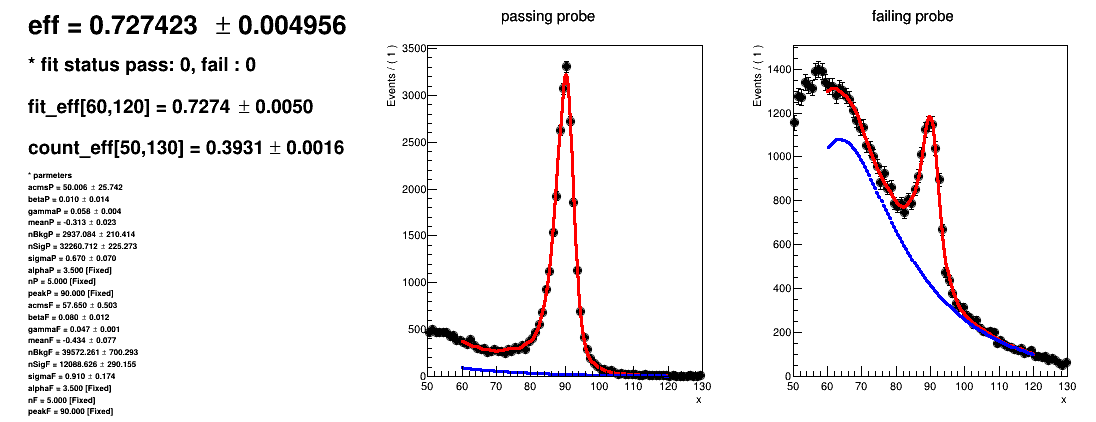 eff = 0.727423 ± 0.004956
* fit status pass: 0, fail : 0
fit_eff[60,120] = 0.7274 ± 0.0050
count_eff[50,130] = 0.3931 ± 0.0016
* parmeters
acmsP = 50.006 ± 25.742
betaP = 0.010 ± 0.014
gammaP = 0.058 ± 0.004
meanP = -0.313 ± 0.023
nBkgP = 2937.084 ± 210.414
nSigP = 32260.712 ± 225.273
sigmaP = 0.670 ± 0.070
alphaP = 3.500 [Fixed]
nP = 5.000 [Fixed]
peakP = 90.000 [Fixed]
acmsF = 57.650 ± 0.503
betaF = 0.080 ± 0.012
gammaF = 0.047 ± 0.001
meanF = -0.434 ± 0.077
nBkgF = 39572.261 ± 700.293
nSigF = 12088.626 ± 290.155
sigmaF = 0.910 ± 0.174
alphaF = 3.500 [Fixed]
nF = 5.000 [Fixed]
peakF = 90.000 [Fixed]
passing probe
Events / ( 1 )
3500
3000
2500
2000
1500
1000
500
0
50 60 70 80 90 100 110 120 130
x
failing probe
Events / ( 1 )
1400
1200
1000
800
600
400
200
0
50 60 70 80 90 100 110 120 130
x